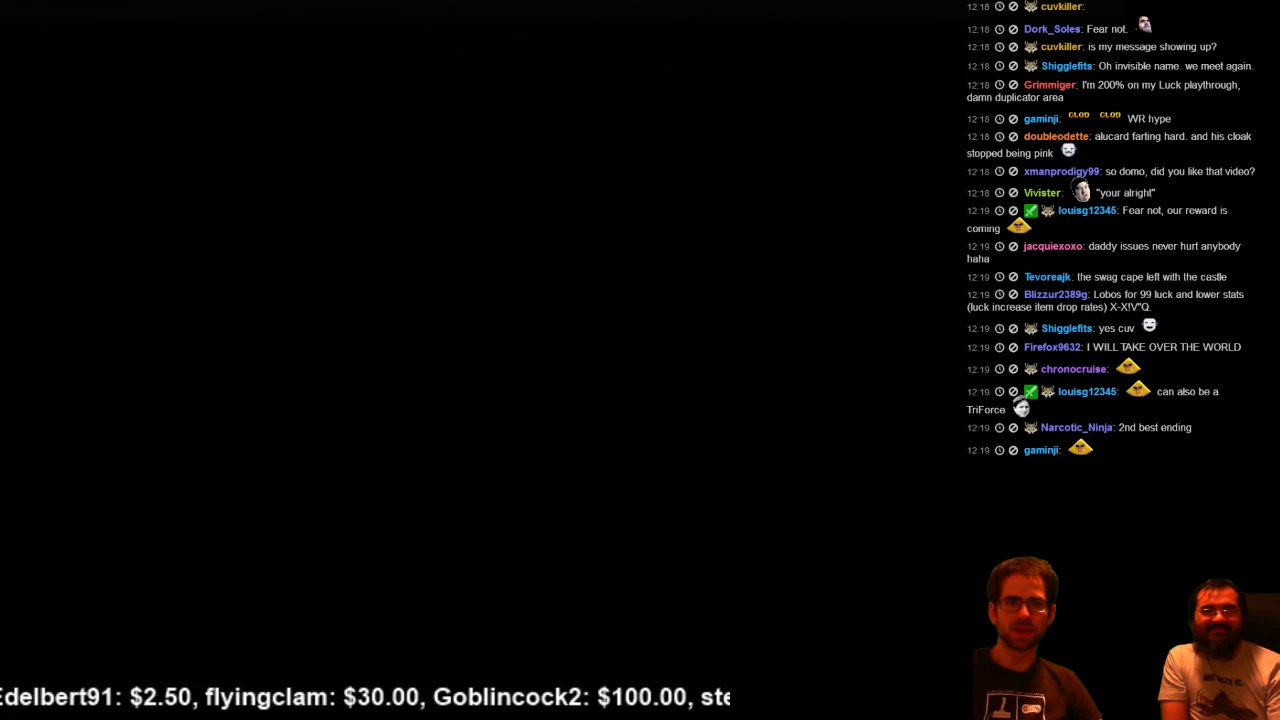 12:18 cuvkiller:
12:18 Dork_Soles: Fear not.
12:18 cuvkiller: is my message showing up?
12:18 Shigglefits: Oh invisible name. we meet again.
12:18 Grimmiger: I'm 200% on my Luck playthrough,
damn duplicator area
12:18 gaminji: GLOD GLOD WR hype
12:18 doubleodette: alucard farting hard. and his cloak
stopped being pink
12:18 xmanprodigy99: so domo, did you like that video?
12:18 Vivister: "your alright"
12:19 louisg12345: Fear not, our reward is
coming
12:19 jacquiexoxo: daddy issues never hurt anybody
haha
12:19 Tevoreajk: the swag cape left with the castle
12:19 Blizzur2389g: Lobos for 99 luck and lower stats
(luck increase item drop rates) X-X!V"Q.
12:19 Shigglefits: yes cuv
12:19 Firefox9632: I WILL TAKE OVER THE WORLD
12:19 chronocruise:
12:19 louisg12345: can also be a
TriForce
12:19 Narcotic_Ninja: 2nd best ending
12:19 gaminji:
Edelbert91: $2.50, flyingclam: $30.00, Goblincock2: $100.00, ste